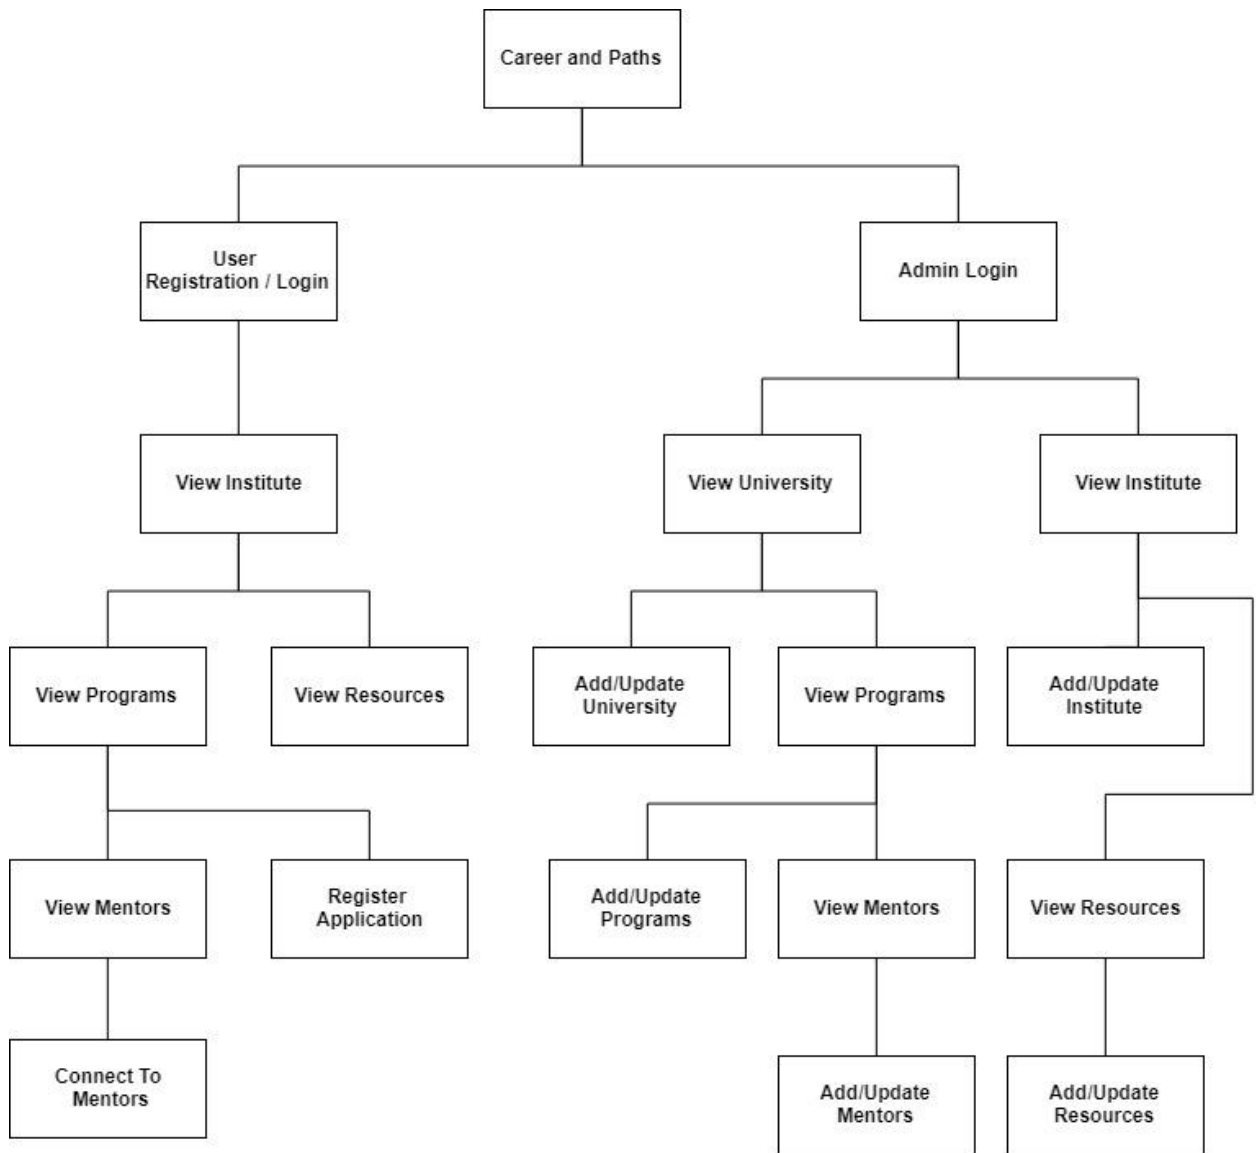 Career and Paths
User
Registration / Login
Admin Login
View Institute
View University
View Institute
View Programs
View Resources
Add/Update
University
View Programs
Add/Update
Institute
View Mentors
Register
Application
Add/Update
Programs
View Mentors
View Resources
Connect To
Mentors
Add/Update
Mentors
Add/Update
Resources